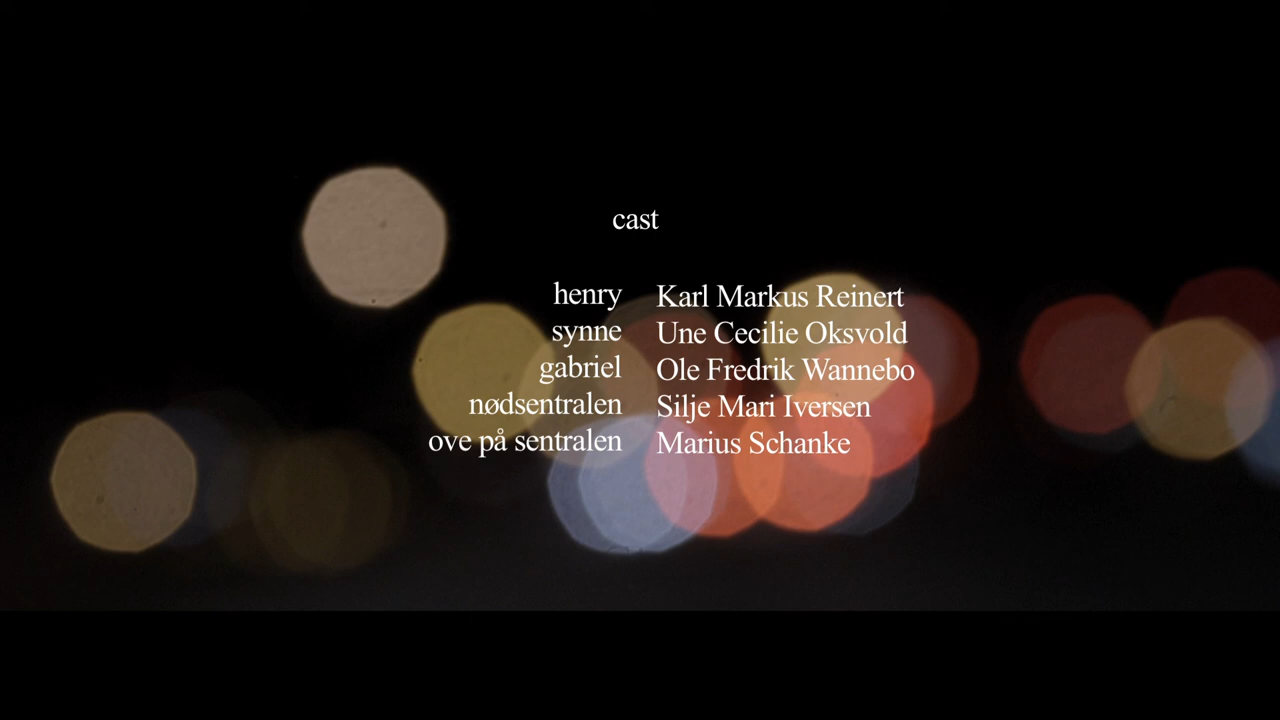 cast
henry Karl Markus Reinert
synne Une Cecilie Oksvold
gabriel Ole Fredrik Wannebo
nødsentralen Silje Mari Iversen
ove på sentralen Marius Schanke